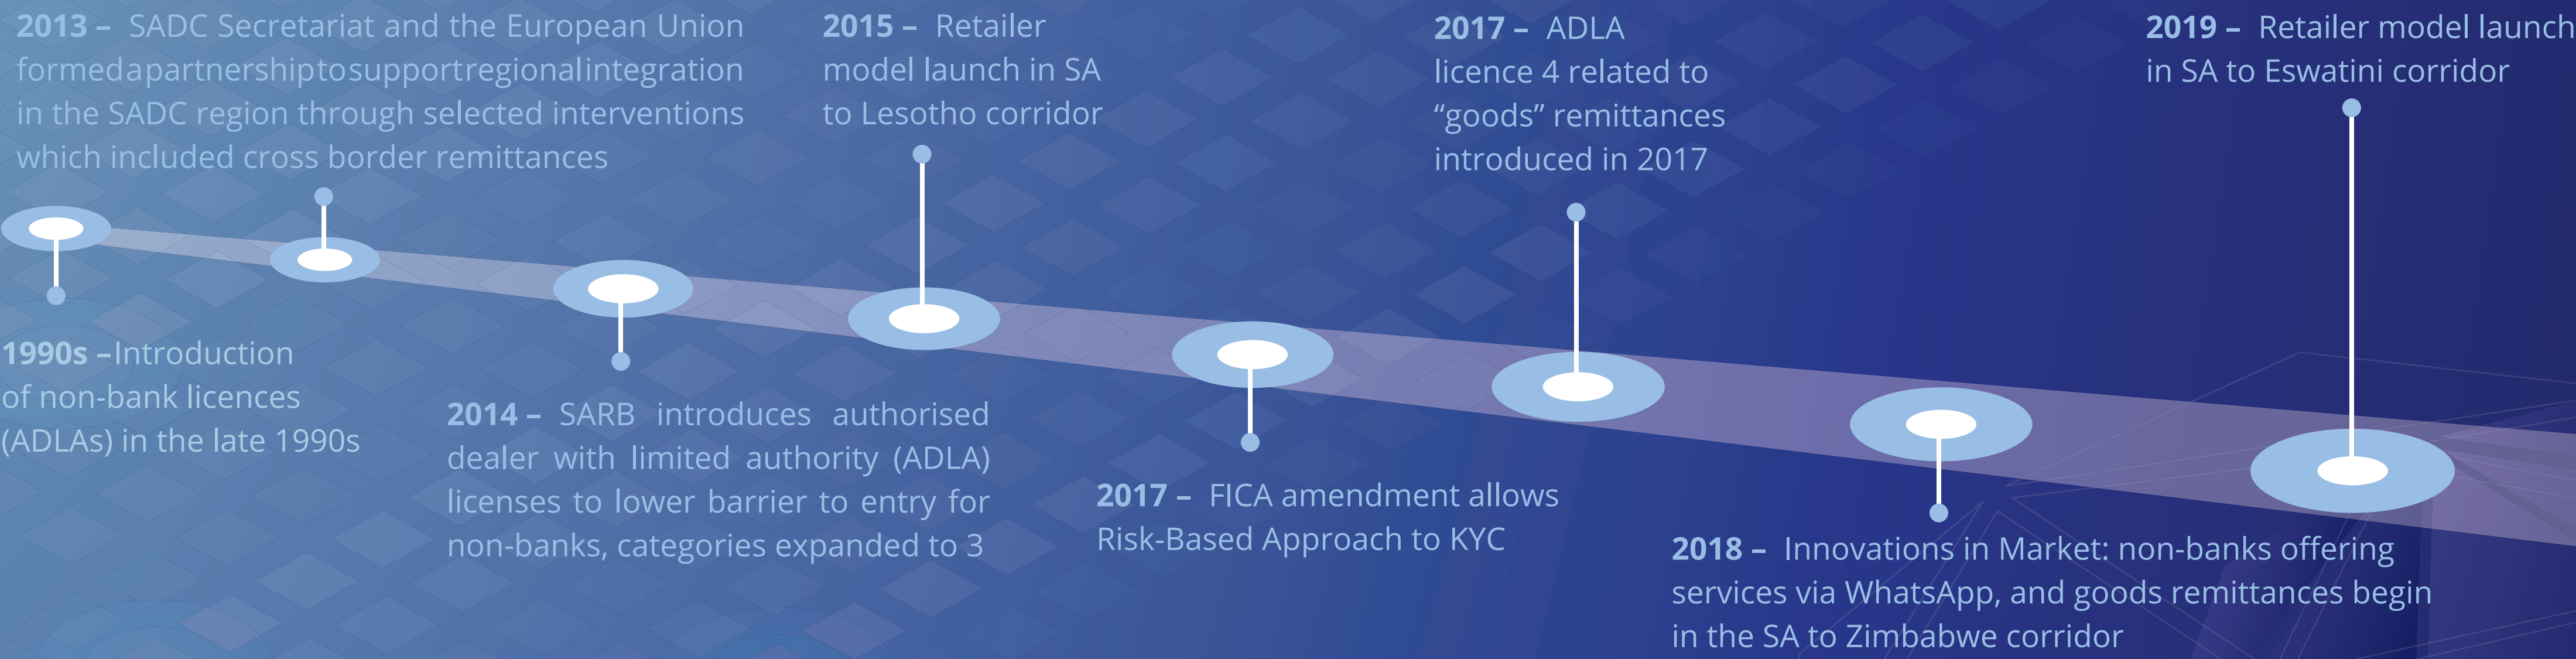 2013 – SADC Secretariat and the European Union
formedapartnershiptosupportregionalintegration
in the SADC region through selected interventions
which included cross border remittances
2015 – Retailer
model launch in SA
to Lesotho corridor
2017 – ADLA
licence 4 related to
“goods” remittances
introduced in 2017
2019 – Retailer model launch
in SA to Eswatini corridor
1990s –Introduction
of non-bank licences
(ADLAs) in the late 1990s
2014 – SARB introduces authorised
dealer with limited authority (ADLA)
licenses to lower barrier to entry for
non-banks, categories expanded to 3
2017 – FICA amendment allows
Risk-Based Approach to KYC
2018 – Innovations in Market: non-banks offering
services via WhatsApp, and goods remittances begin
in the SA to Zimbabwe corridor